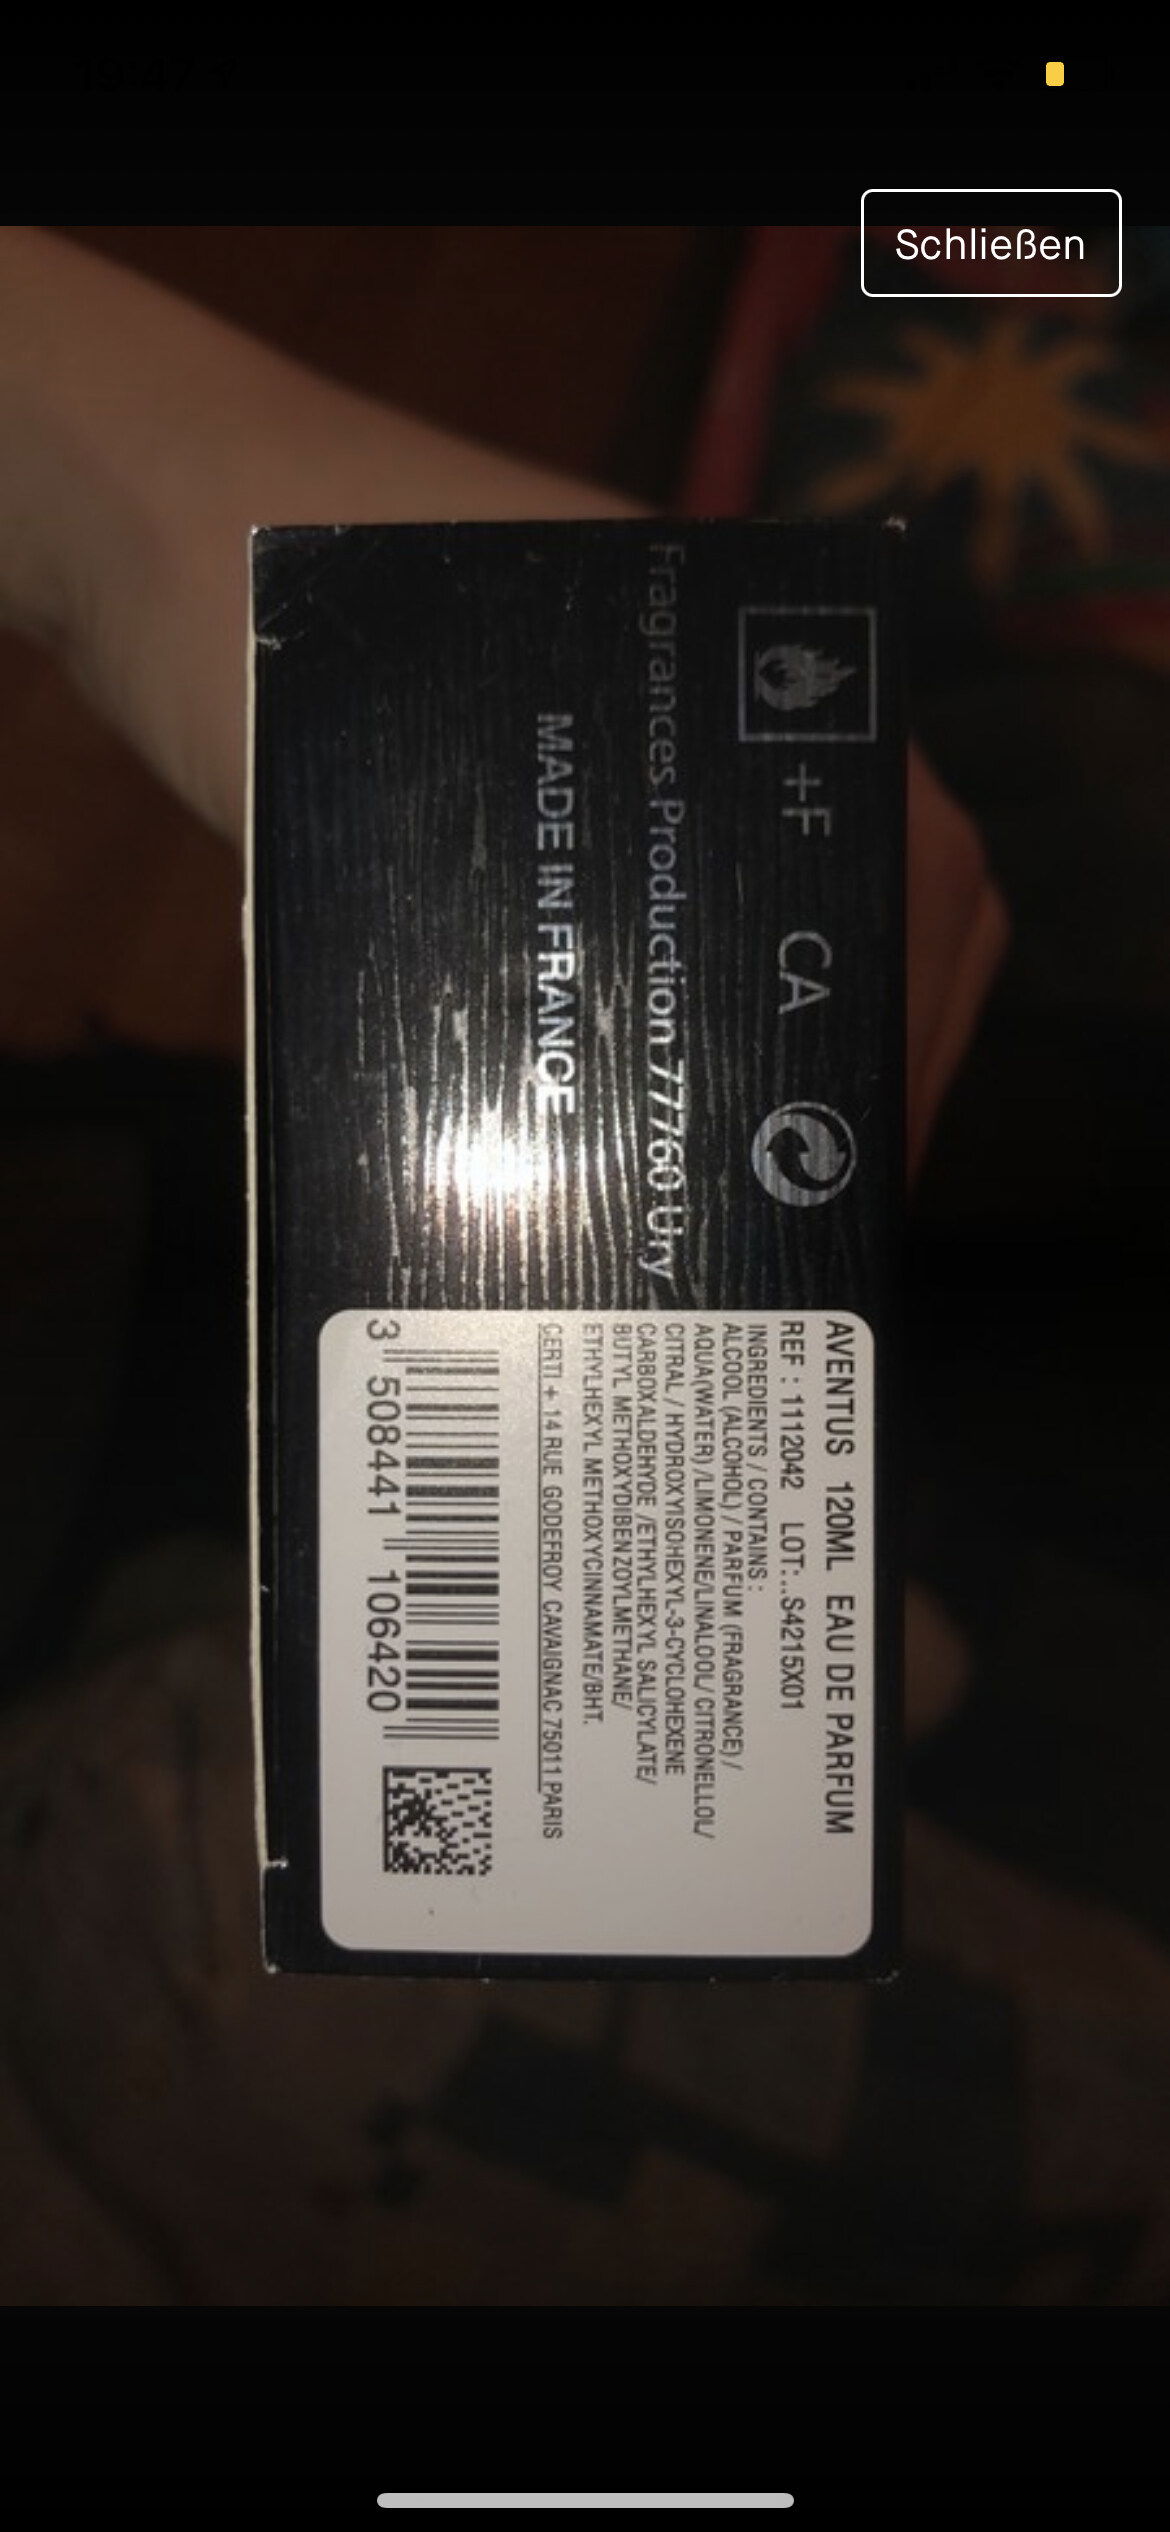 19:47
Schließen
+F CA
Fragrances Production 77760 Ury
MADE IN FRANCE
AVENTUS 120ML EAU DE PARFUM
REF : 1112042 LOT:..S4215X01
INGREDIENTS / CONTAINS :
ALCOOL (ALCOHOL) / PARFUM (FRAGRANCE) /
AQUA(WATER) /LIMONENE/LINALOOL/ CITRONELLOL/
CITRAL / HYDROXYISOHEXYL-3-CYCLOHEXENE
CARBOXALDEHYDE /ETHYLHEXYL SALICYLATE/
BUTYL METHOXYDIBENZOYLMETHANE/
ETHYLHEXYL METHOXYCINNAMATE/BHT.
CERTI + 14 RUE GODEFROY CAVAIGNAC 75011 PARIS
3 508441 106420